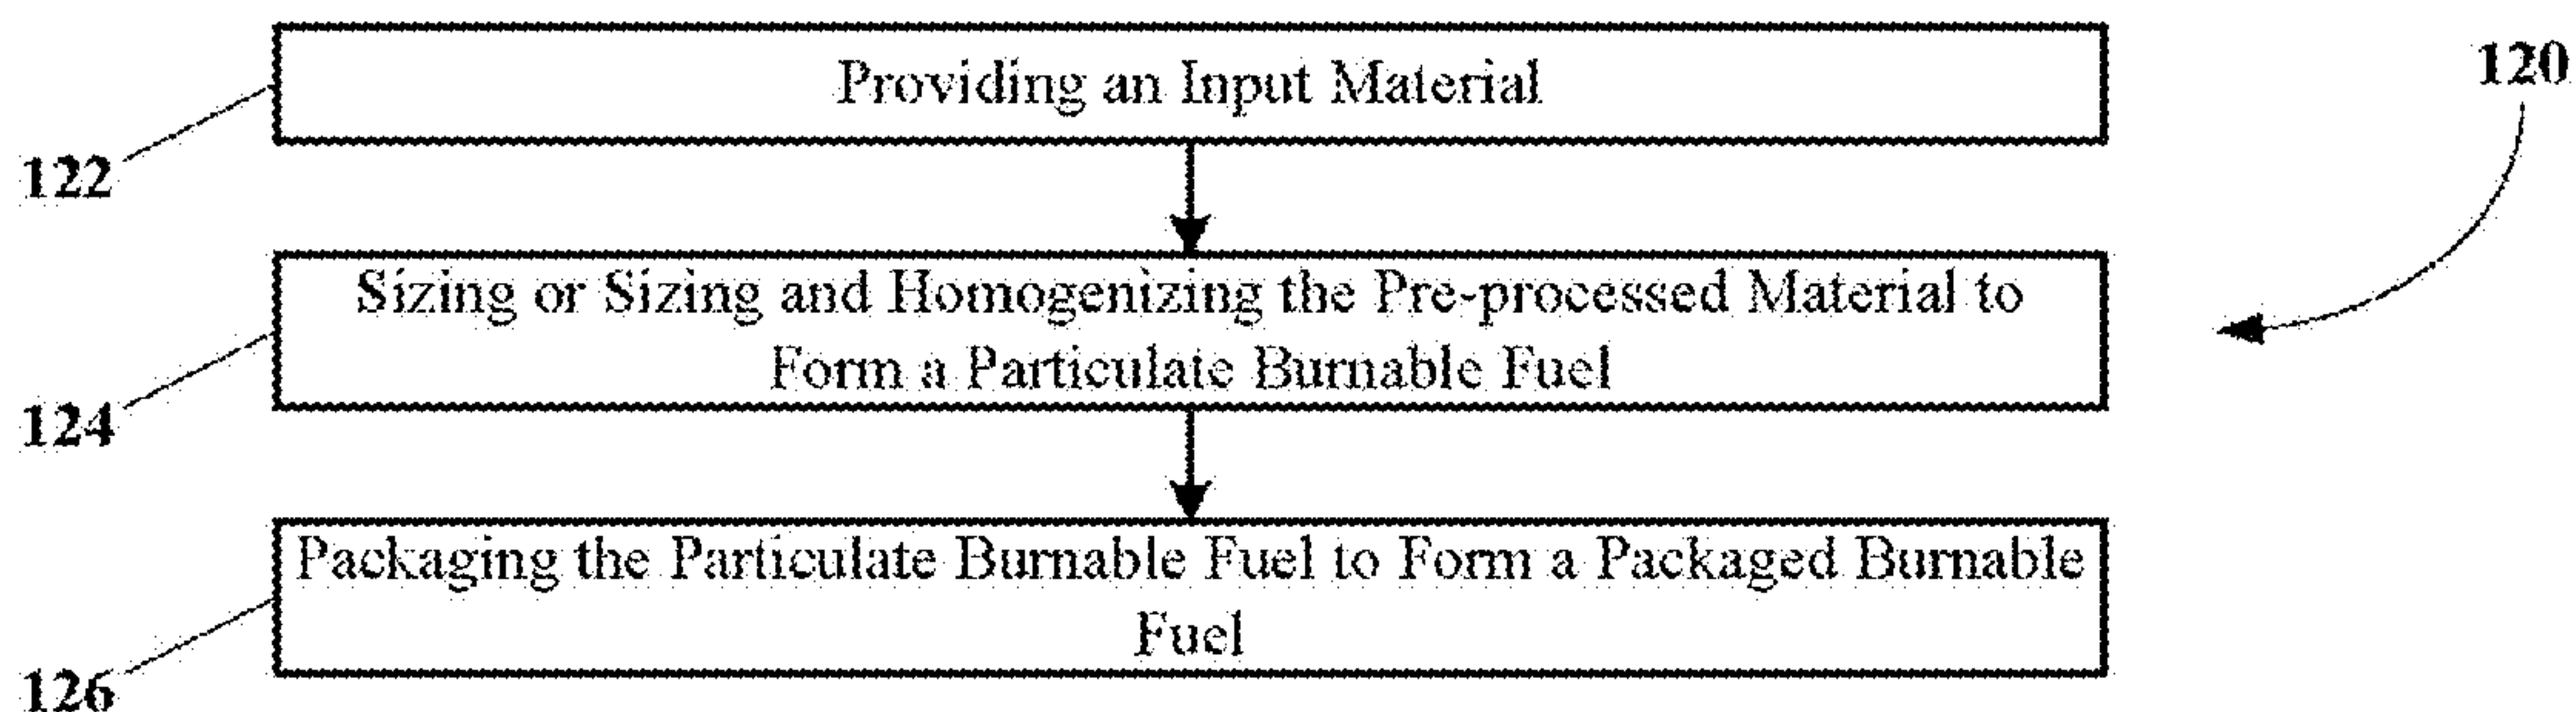 Providing an Input Material
120
122
Sizing or Sizing and Homogenizing the Pre-processed Material to
Form a Particulate Burnable Fuel
124
Packaging the Particulate Burnable Fuel to Form a Packaged Burnable
Fuel
126